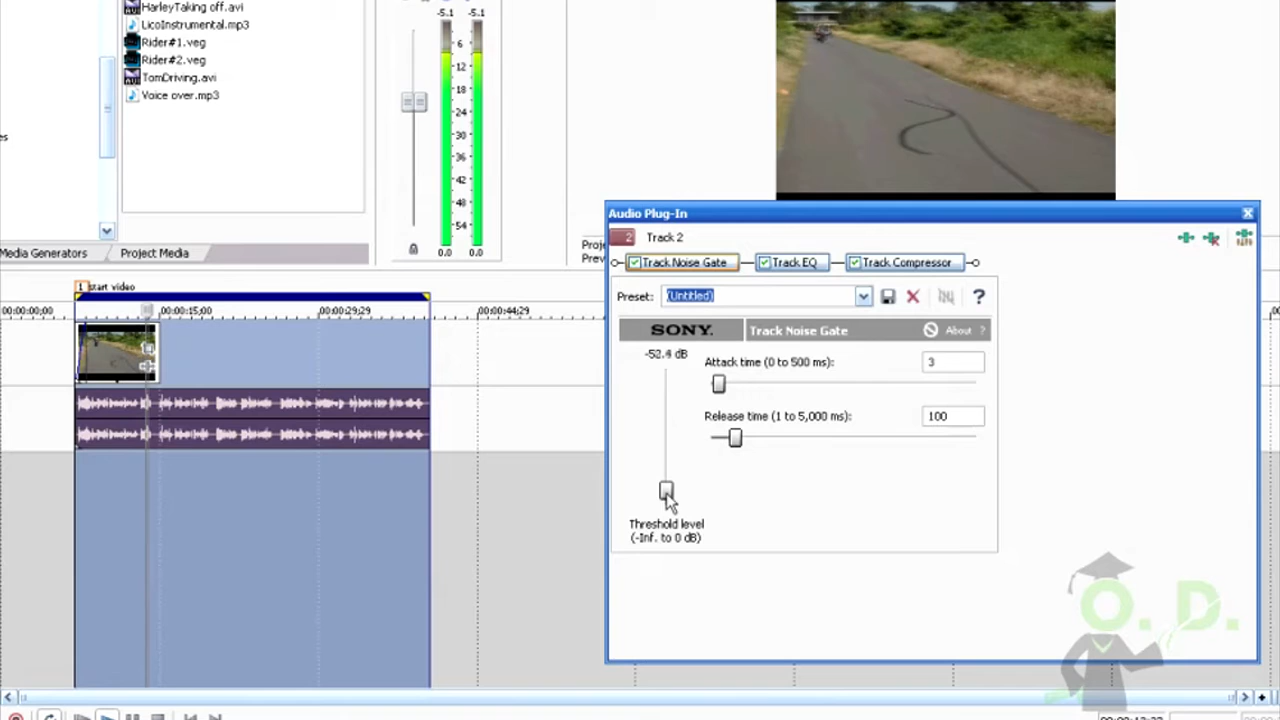 HarleyTaking off.avi
LicoInstrumental.mp3
Rider#1.veg
Rider#2.veg
TomDriving.avi
Voice over.mp3
-5.1 -5.1
6
12
18
24
30
36
42
48
54
0.0 0.0
Media Generators Project Media
Audio Plug-In
2 Track 2
Track Noise Gate Track EQ Track Compressor
Preset: (Untitled)
SONY. Track Noise Gate About ?
-52.4 dB
Attack time (0 to 500 ms): 3
Release time (1 to 5,000 ms): 100
Threshold level
(-Inf. to 0 dB)
1 start video
00:00:00;00 00:00:15;00 00:00:29;29 00:00:44;29
O. D.